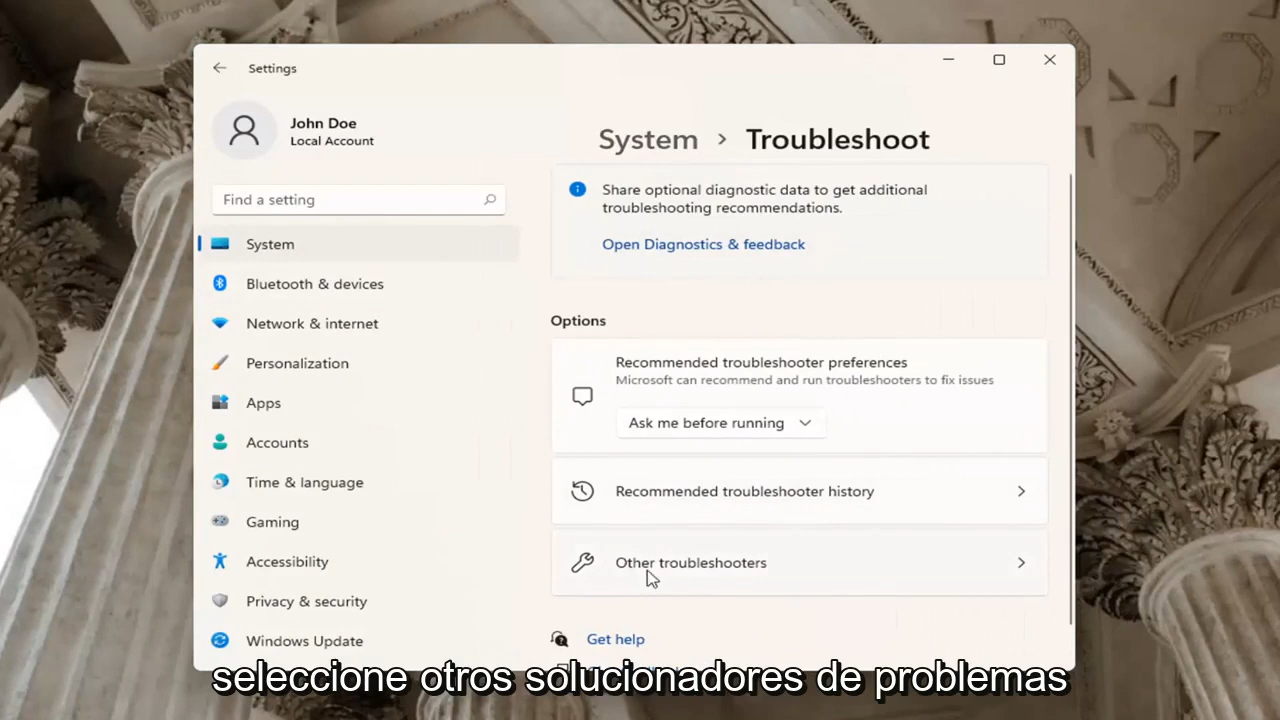 Settings
John Doe
Local Account
Find a setting
System
Bluetooth & devices
Network & internet
Personalization
Apps
Accounts
Time & language
Gaming
Accessibility
Privacy & security
Windows Update
System > Troubleshoot
Share optional diagnostic data to get additional
troubleshooting recommendations.
Open Diagnostics & feedback
Options
Recommended troubleshooter preferences
Microsoft can recommend and run troubleshooters to fix issues
Ask me before running
Recommended troubleshooter history
Other troubleshooters
Get help
seleccione otros solucionadores de problemas